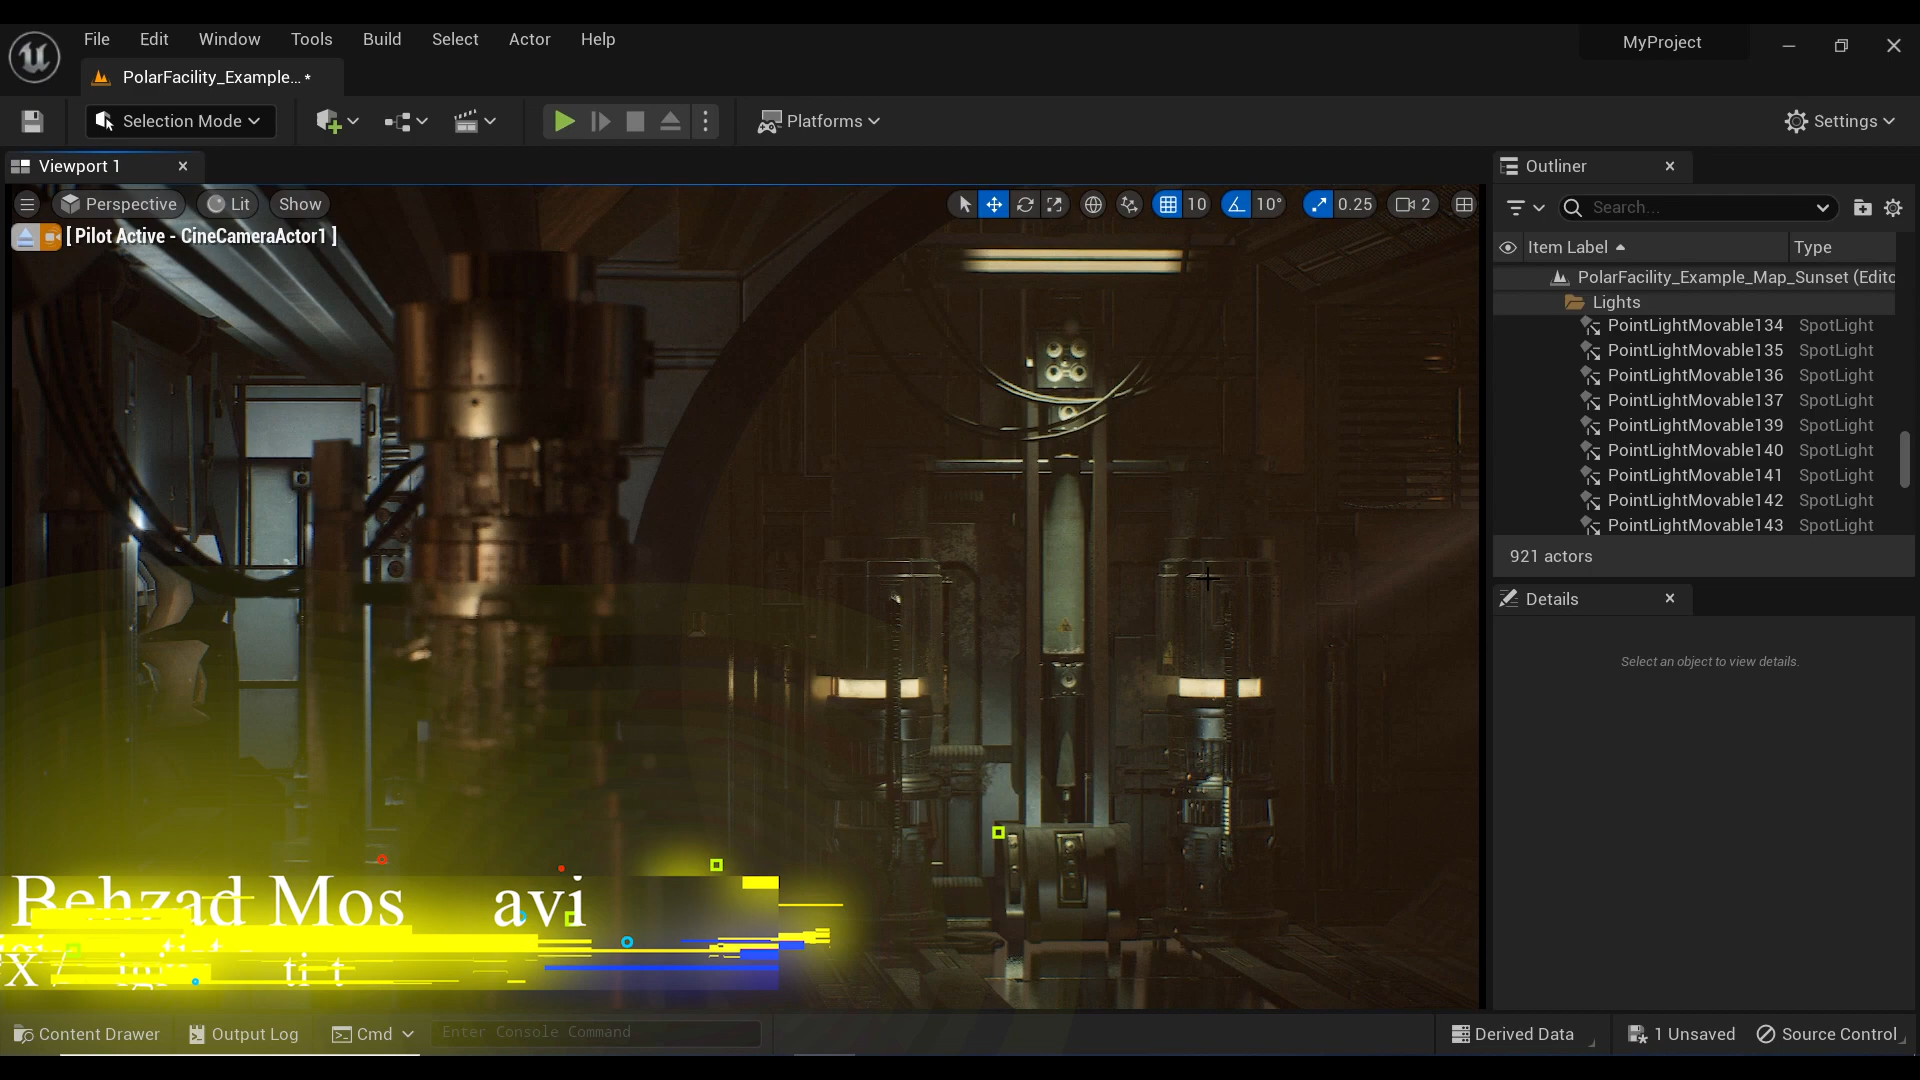 File Edit Window Tools Build Select Actor Help
MyProject
PolarFacility_Example... *
Selection Mode
Platforms
Settings
Viewport 1
Outliner
Perspective Lit Show
10 10° 0.25 2
Search...
[ Pilot Active - CineCameraActor1 ]
Item Label Type
PolarFacility_Example_Map_Sunset (Edito
Lights
PointLightMovable134 SpotLight
PointLightMovable135 SpotLight
PointLightMovable136 SpotLight
PointLightMovable137 SpotLight
PointLightMovable139 SpotLight
PointLightMovable140 SpotLight
PointLightMovable141 SpotLight
PointLightMovable142 SpotLight
PointLightMovable143 SpotLight
921 actors
Details
Select an object to view details.
Behzad Mos avi
Content Drawer Output Log Cmd Enter Console Command
Derived Data 1 Unsaved Source Control